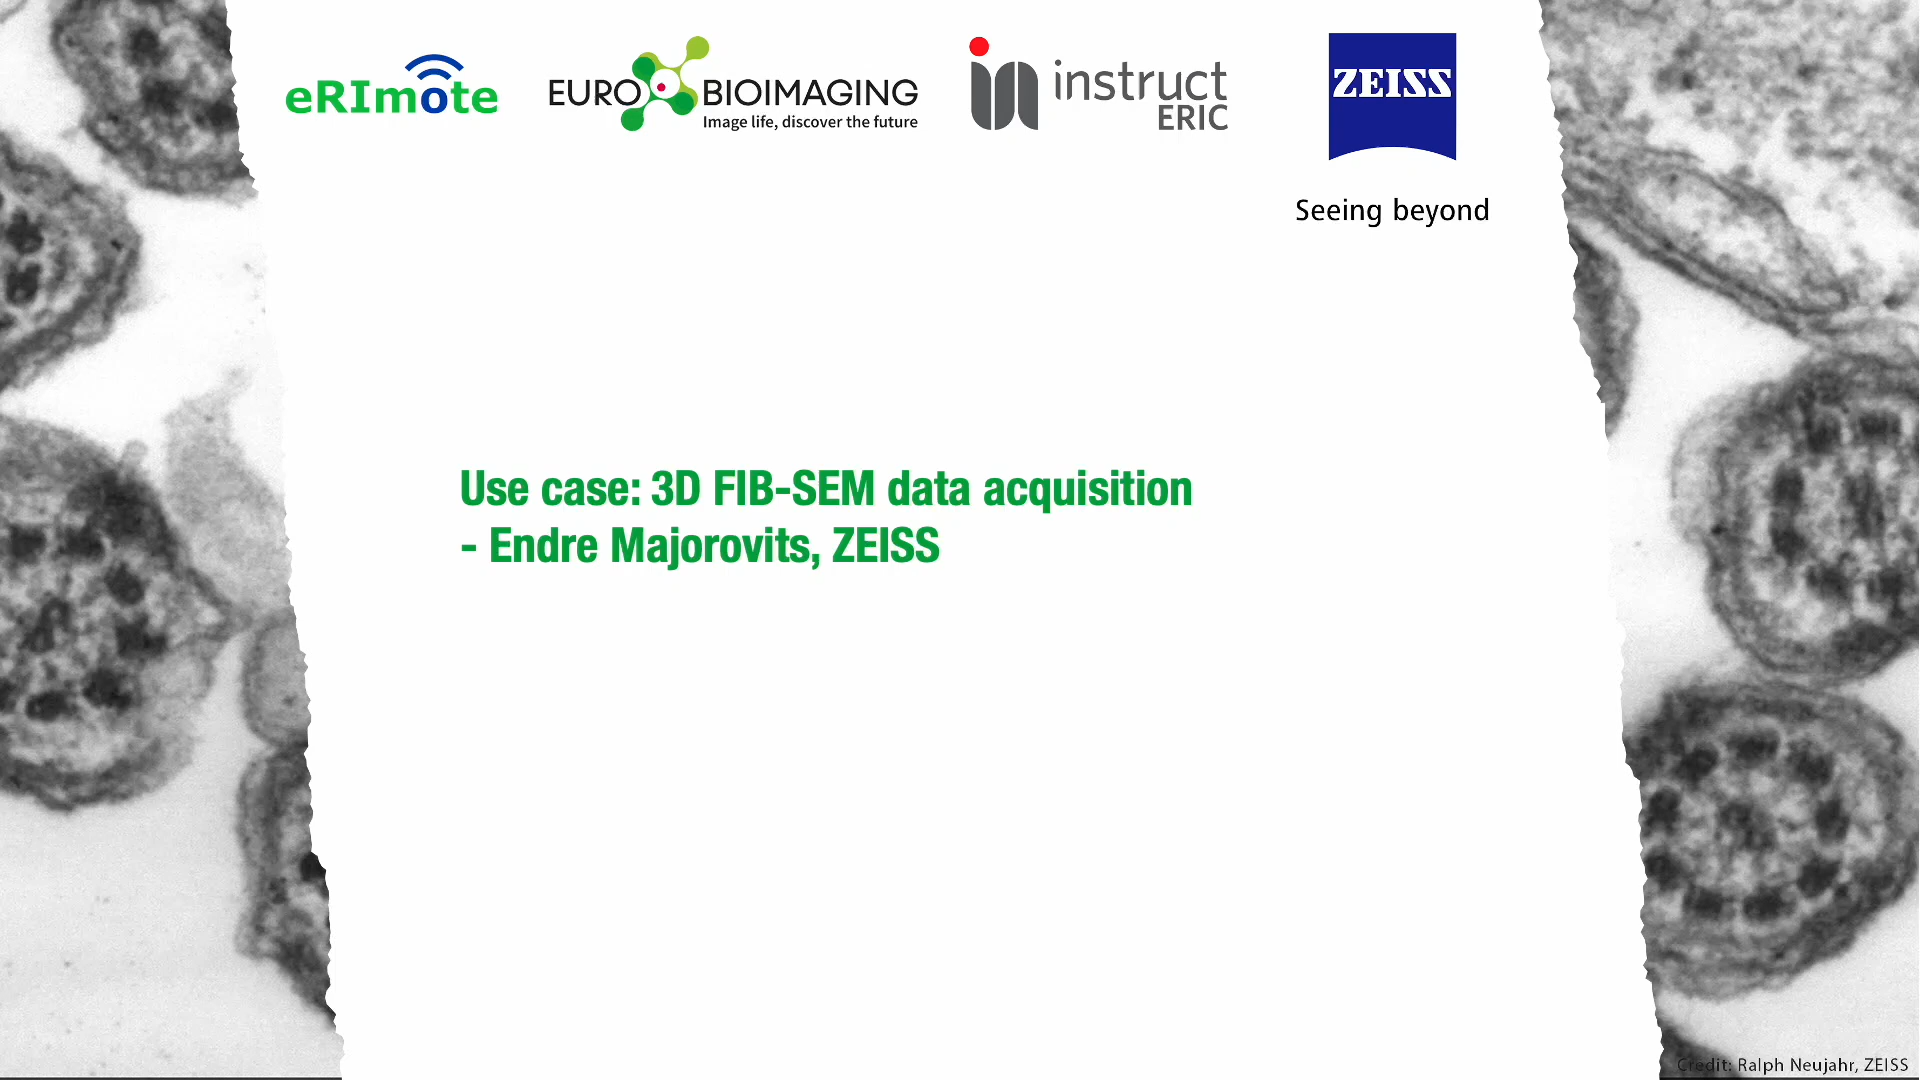 eRImote
EURO BIOIMAGING
Image life, discover the future
instruct
ERIC
ZEISS
Seeing beyond
Use case: 3D FIB-SEM data acquisition
- Endre Majorovits, ZEISS
Credit: Ralph Neujahr, ZEISS